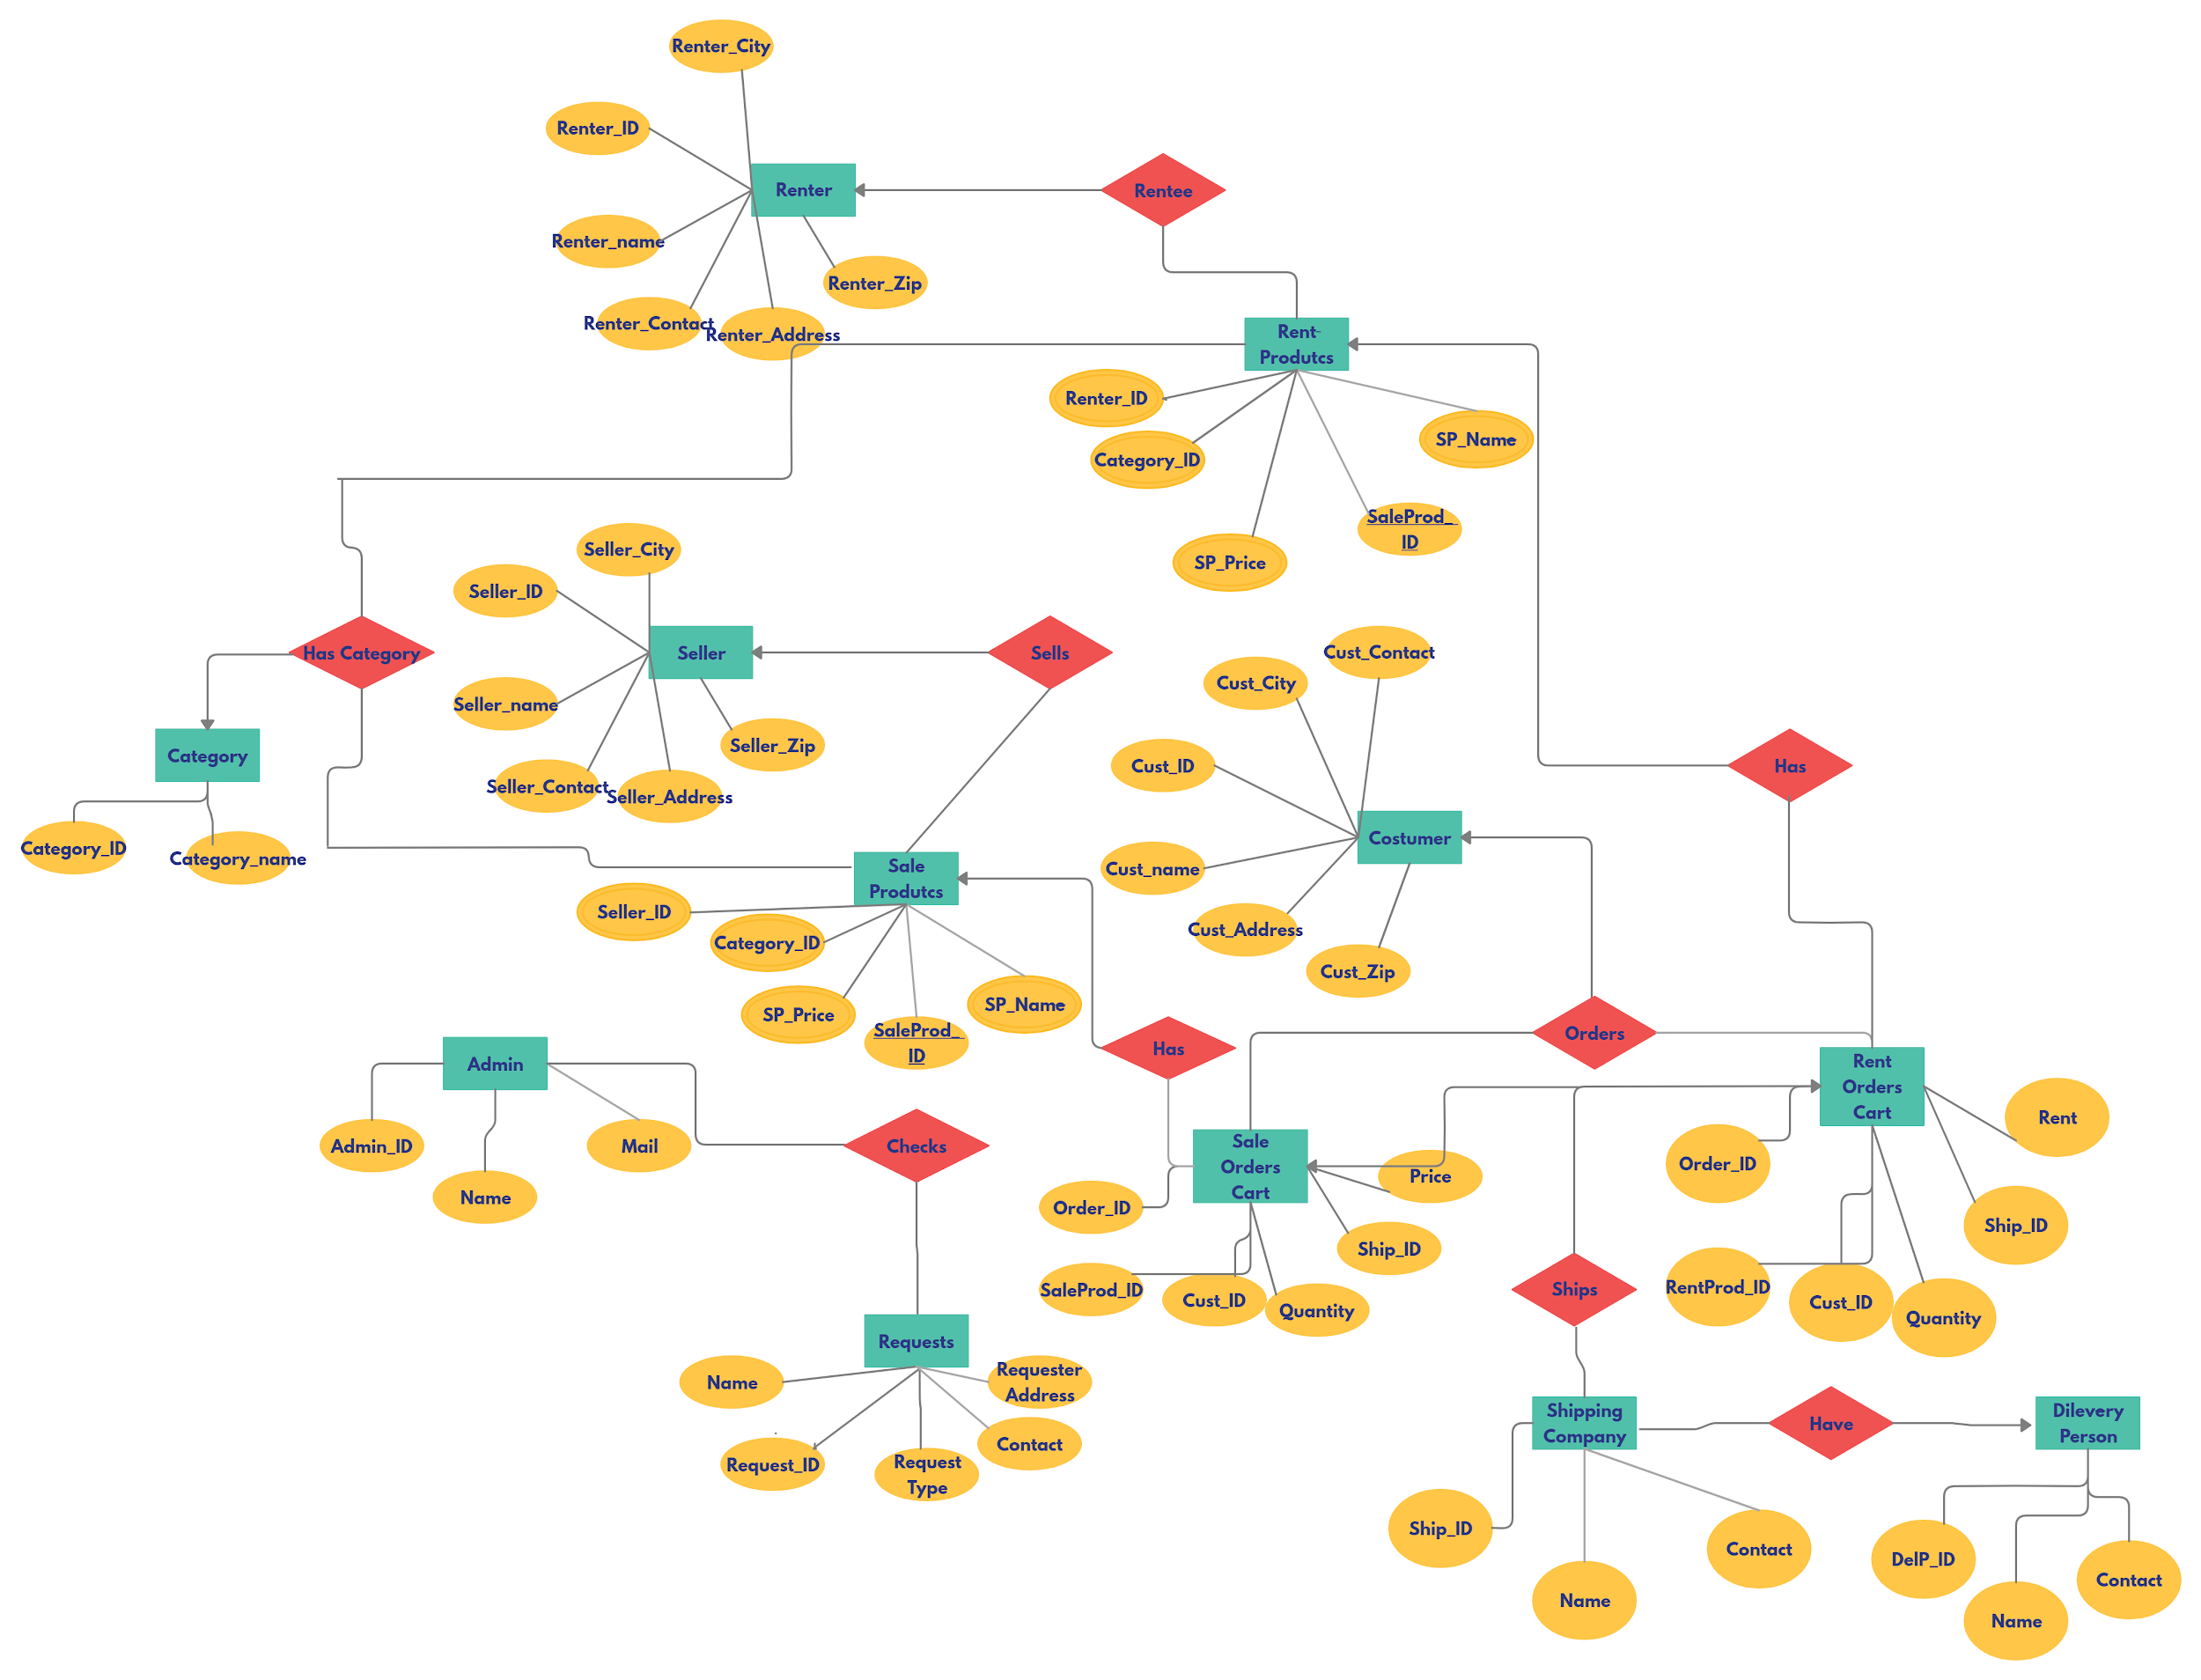 Renter_City
Renter_ID
Renter
Rentee
Renter_name
Renter_Zip
Renter_Contact
Renter_Address
Rent-
Produtcs
Renter_ID
SP_Name
Category_ID
SaleProd_
ID
SP_Price
Seller_City
Seller_ID
Has Category
Seller
Sells
Cust_Contact
Cust_City
Seller_name
Seller_Zip
Category
Cust_ID
Has
Seller_Contact
Seller_Address
Costumer
Category_ID
Category_name
Cust_name
Sale
Produtcs
Seller_ID
Cust_Address
Category_ID
Cust_Zip
SP_Price
SP_Name
SaleProd_
ID
Has
Orders
Admin
Rent
Orders
Cart
Rent
Admin_ID
Mail
Checks
Sale
Orders
Cart
Price
Order_ID
Name
Order_ID
Ship_ID
Ship_ID
SaleProd_ID
Cust_ID
Quantity
Ships
RentProd_ID
Cust_ID
Quantity
Requests
Name
Requester
Address
Contact
Request_ID
Request
Type
Shipping
Company
Have
Dilevery
Person
Ship_ID
Contact
Name
DelP_ID
Contact
Name